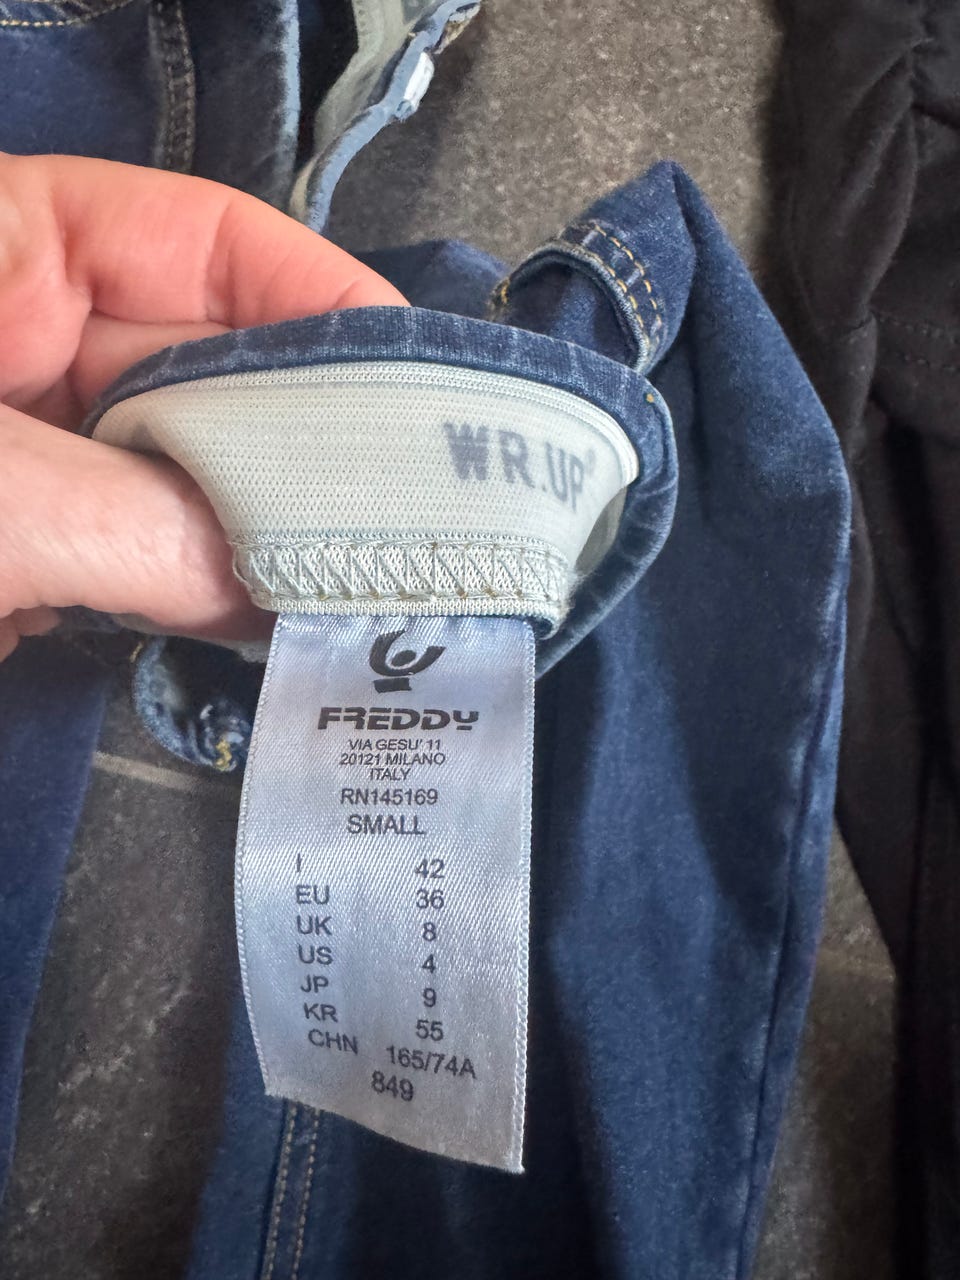 WR.UP®
FREDDY
VIA GESU' 11
20121 MILANO
ITALY
RN145169
SMALL
I 42
EU 36
UK 8
US 4
JP 9
KR 55
CHN 165/74A
849